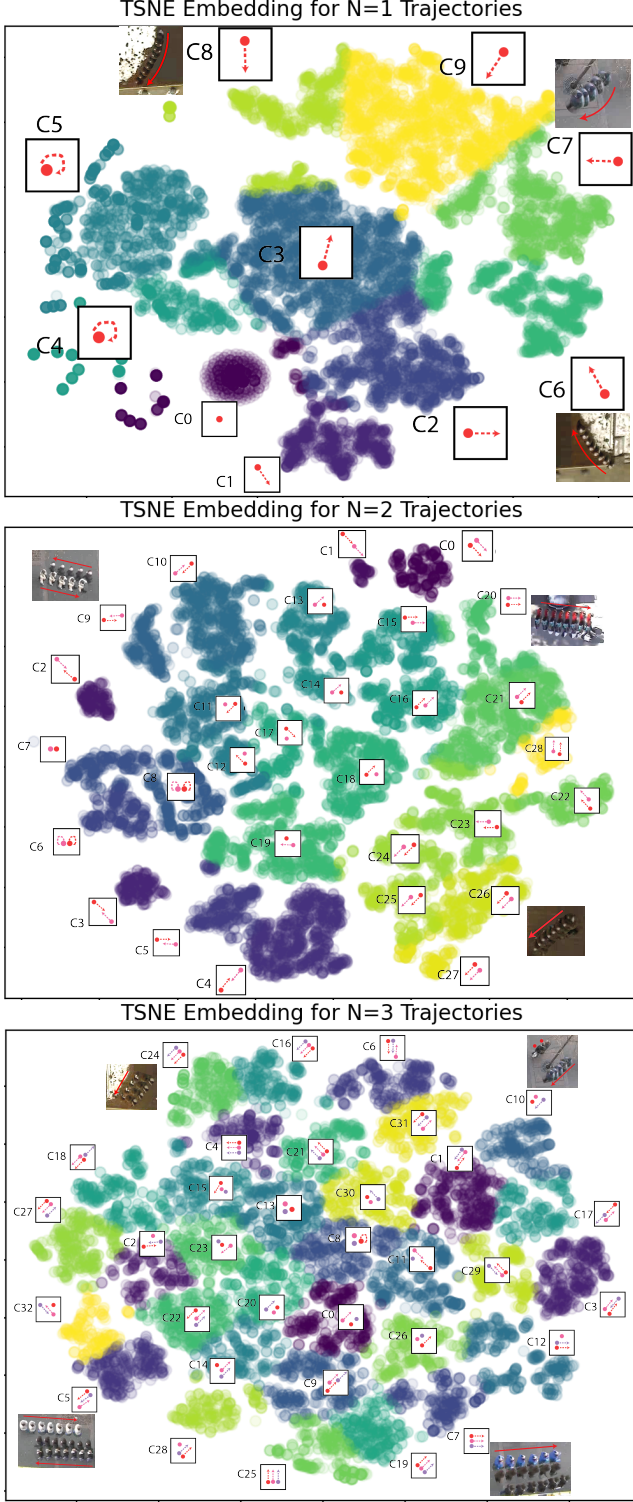 TSNE Embedding for N=1 Trajectories
C8
C9
C5
C7
C3
C4
C6
C0
C2
C1
TSNE Embedding for N=2 Trajectories
C1
C0
C10
C13
C20
C9
C15
C2
C14
C16
C21
C11
C17
C7
C28
C12
C8
C18
C22
C23
C6
C19
C24
C25
C26
C3
C5
C4
C27
TSNE Embedding for N=3 Trajectories
C24
C16
C6
C10
C31
C4
C21
C1
C18
C15
C30
C27
C13
C17
C2
C23
C8
C11
C29
C32
C20
C3
C22
C0
C26
C12
C14
C9
C5
C7
C28
C19
C25